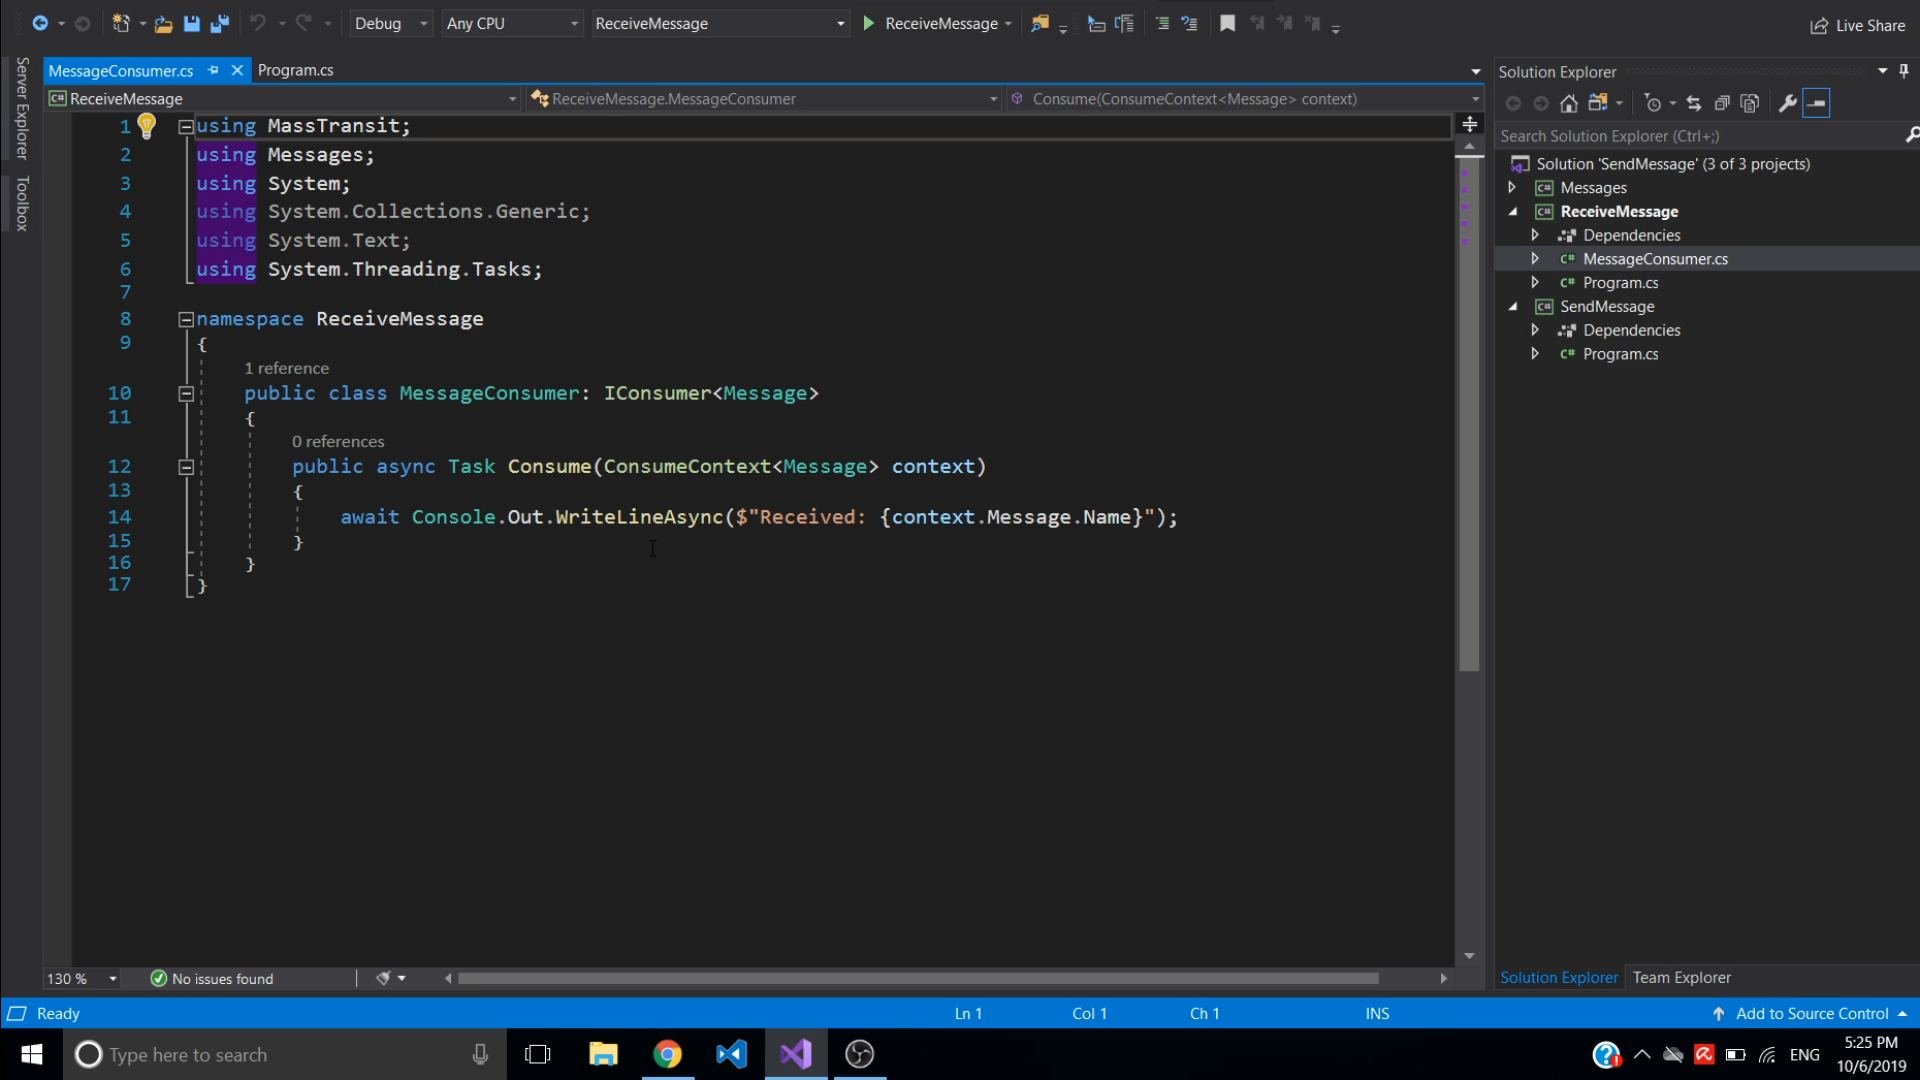 Debug
Any CPU
ReceiveMessage
ReceiveMessage
Live Share
Server Explorer
Toolbox
MessageConsumer.cs
Program.cs
ReceiveMessage
ReceiveMessage.MessageConsumer
Consume(ConsumeContext<Message> context)
1 using MassTransit;
2 using Messages;
3 using System;
4 using System.Collections.Generic;
5 using System.Text;
6 using System.Threading.Tasks;
7
8 namespace ReceiveMessage
9 {
1 reference
10 public class MessageConsumer: IConsumer<Message>
11 {
0 references
12 public async Task Consume(ConsumeContext<Message> context)
13 {
14 await Console.Out.WriteLineAsync($"Received: {context.Message.Name}");
15 }
16 }
17 }
Solution Explorer
Search Solution Explorer (Ctrl+;)
Solution 'SendMessage' (3 of 3 projects)
C# Messages
C# ReceiveMessage
Dependencies
C# MessageConsumer.cs
C# Program.cs
C# SendMessage
Dependencies
C# Program.cs
130 %
No issues found
Solution Explorer
Team Explorer
Ready
Ln 1
Col 1
Ch 1
INS
Add to Source Control
Type here to search
ENG
5:25 PM
10/6/2019